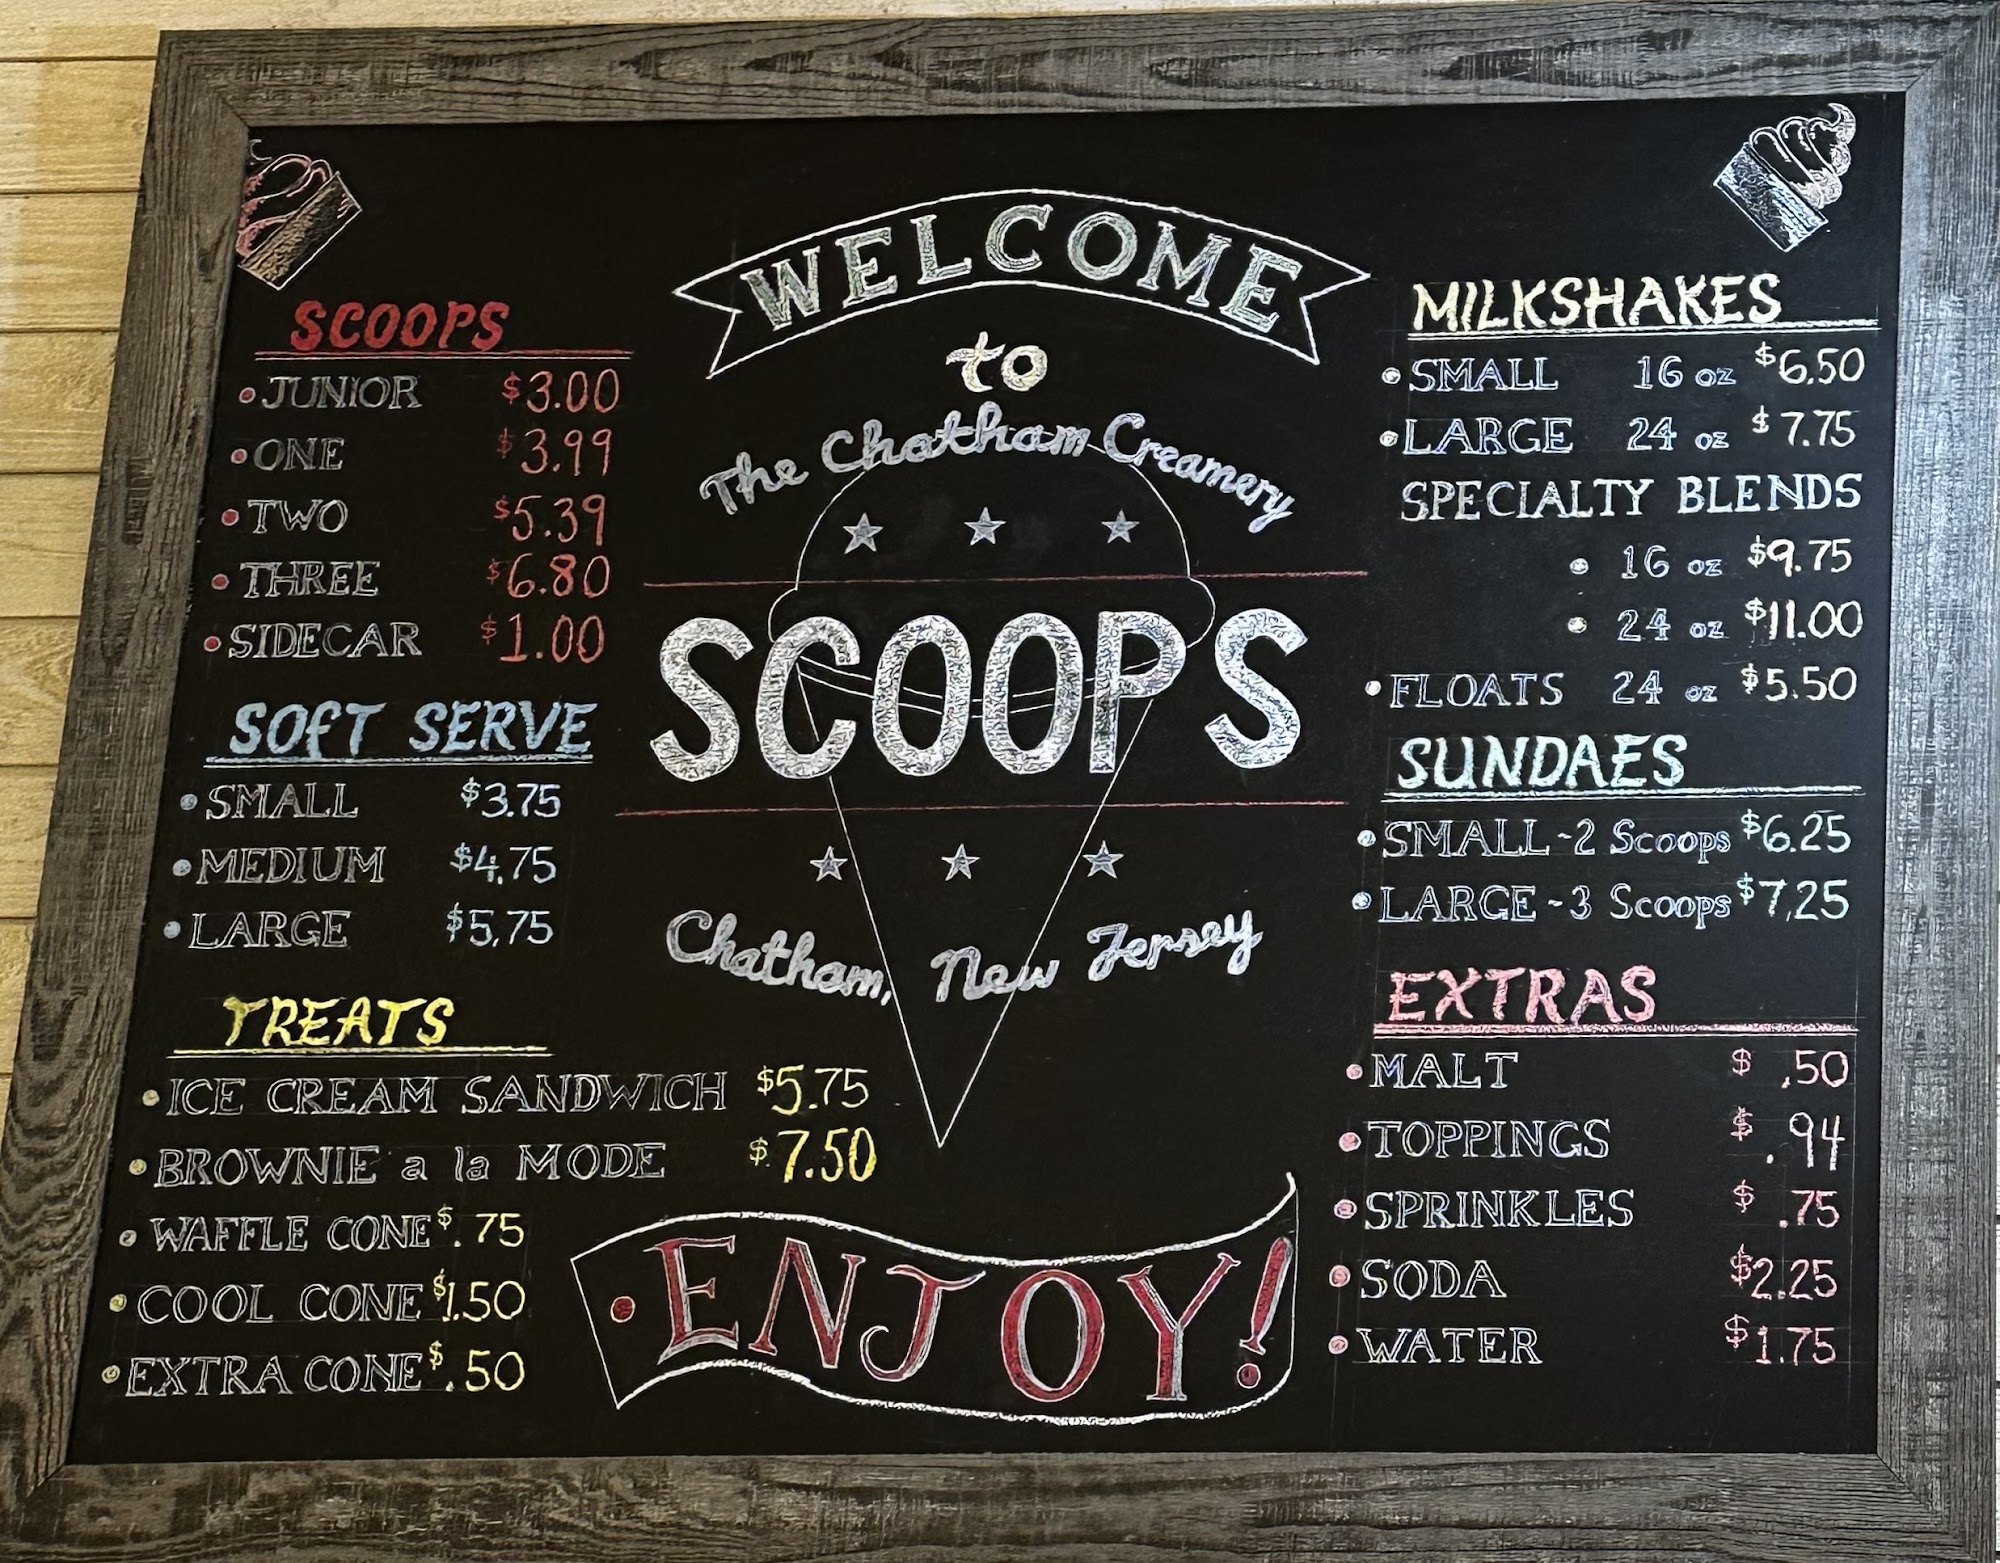 WELCOME
to
The Chatham Creamery
SCOOPS
Chatham, New Jersey
ENJOY!
SCOOPS
JUNIOR $3.00
ONE $3.99
TWO $5.39
THREE $6.80
SIDECAR $1.00
SOFT SERVE
SMALL $3.75
MEDIUM $4.75
LARGE $5.75
TREATS
ICE CREAM SANDWICH $5.75
BROWNIE a la MODE $7.50
WAFFLE CONE $.75
COOL CONE $1.50
EXTRA CONE $.50
MILKSHAKES
SMALL 16 oz $6.50
LARGE 24 oz $7.75
SPECIALTY BLENDS
16 oz $9.75
24 oz $11.00
FLOATS 24 oz $5.50
SUNDAES
SMALL ~2 Scoops $6.25
LARGE ~3 Scoops $7.25
EXTRAS
MALT $ .50
TOPPINGS $ .94
SPRINKLES $ .75
SODA $2.25
WATER $1.75